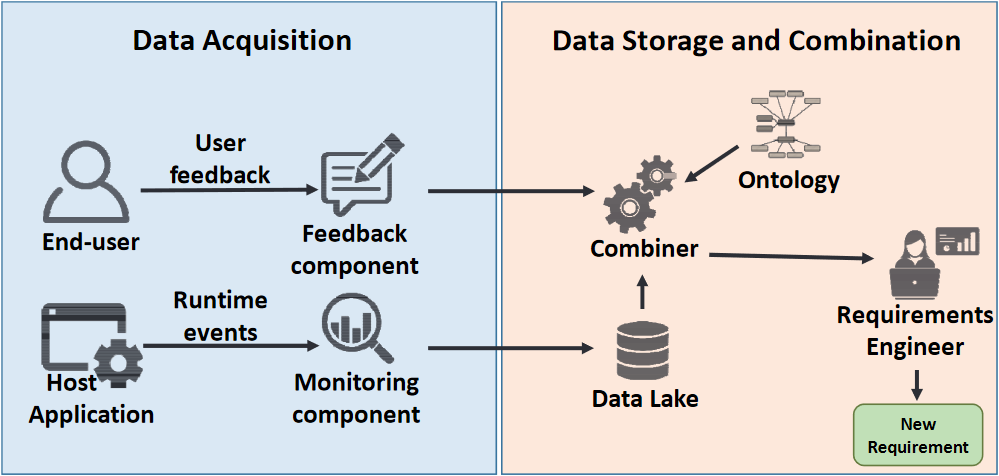 Data Acquisition
User
feedback
End-user
Feedback
component
Runtime
events
Host
Application
Monitoring
component
Data Storage and Combination
Ontology
Combiner
Data Lake
Requirements
Engineer
New
Requirement